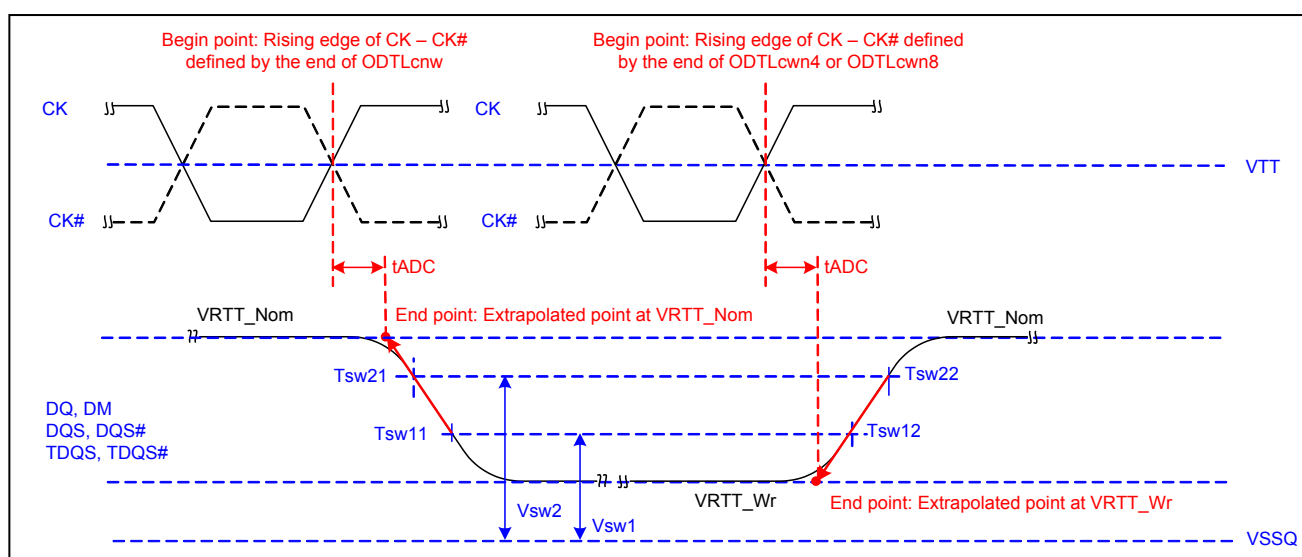 Begin point: Rising edge of CK – CK#
defined by the end of ODTLcnw
Begin point: Rising edge of CK – CK# defined
by the end of ODTLcwn4 or ODTLcwn8
CK
CK
VTT
CK#
CK#
tADC
tADC
VRTT_Nom
End point: Extrapolated point at VRTT_Nom
VRTT_Nom
Tsw21
Tsw22
DQ, DM
DQS, DQS#
TDQS, TDQS#
Tsw11
Tsw12
VRTT_Wr
End point: Extrapolated point at VRTT_Wr
Vsw2
Vsw1
VSSQ